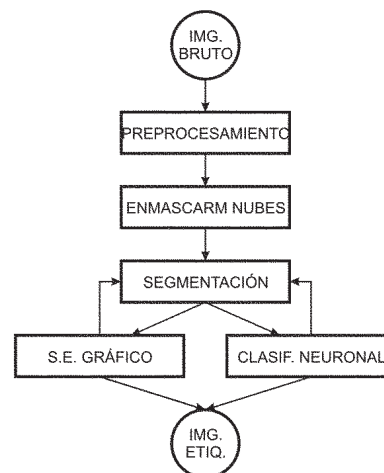 IMG.
BRUTO
PREPROCESAMIENTO
ENMASCARM NUBES
SEGMENTACIÓN
S.E. GRÁFICO
CLASIF. NEURONAL
IMG.
ETIQ.